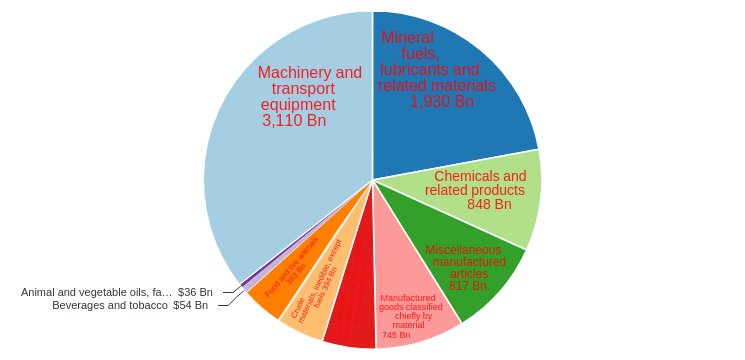 Machinery and
transport
equipment
3,110 Bn
Mineral
fuels,
lubricants and
related materials
1,930 Bn
Chemicals and
related products
848 Bn
Miscellaneous
manufactured
articles
817 Bn
Manufactured
goods classified
chiefly by
material
745 Bn
Crude
materials, inedible, except
fuels 394 Bn
Food and live animals
353 Bn
Animal and vegetable oils, fa… $36 Bn
Beverages and tobacco $54 Bn